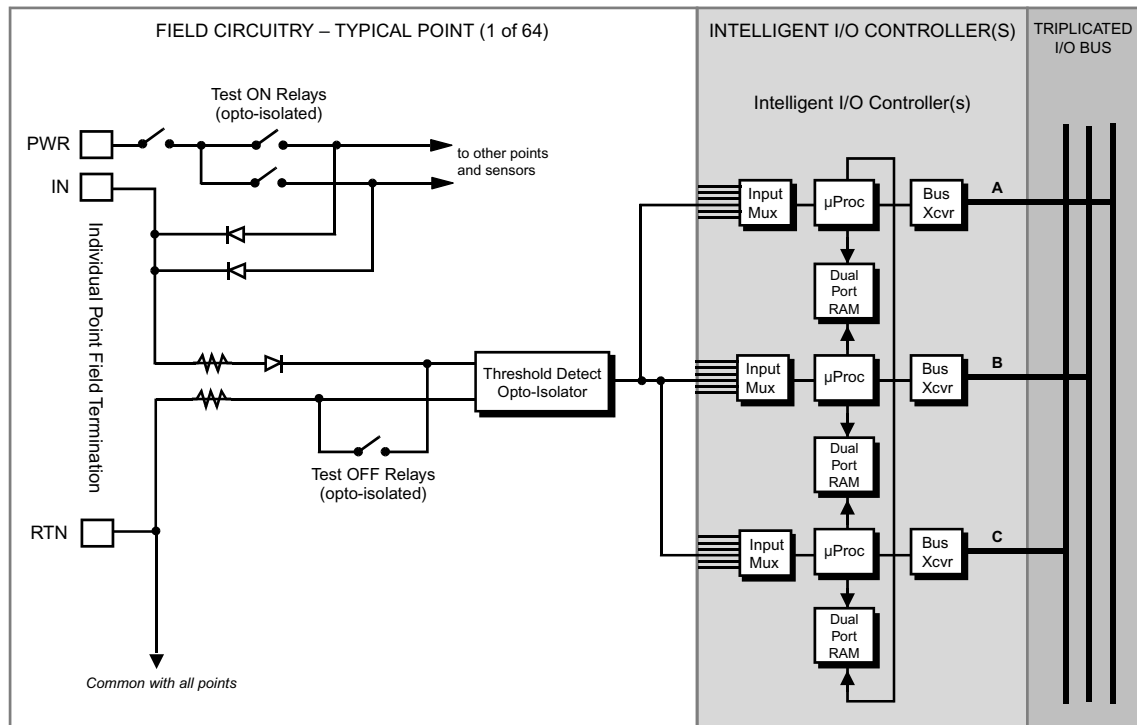 FIELD CIRCUITRY – TYPICAL POINT (1 of 64)
INTELLIGENT I/O CONTROLLER(S)
TRIPLICATED
I/O BUS
Test ON Relays
(opto-isolated)
Intelligent I/O Controller(s)
PWR
to other points
and sensors
IN
Individual Point Field Termination
Input
Mux
µProc
Bus
Xcvr
A
Dual
Port
RAM
Threshold Detect
Opto-Isolator
Input
Mux
µProc
Bus
Xcvr
B
Test OFF Relays
(opto-isolated)
Dual
Port
RAM
RTN
Input
Mux
µProc
Bus
Xcvr
C
Dual
Port
RAM
Common with all points